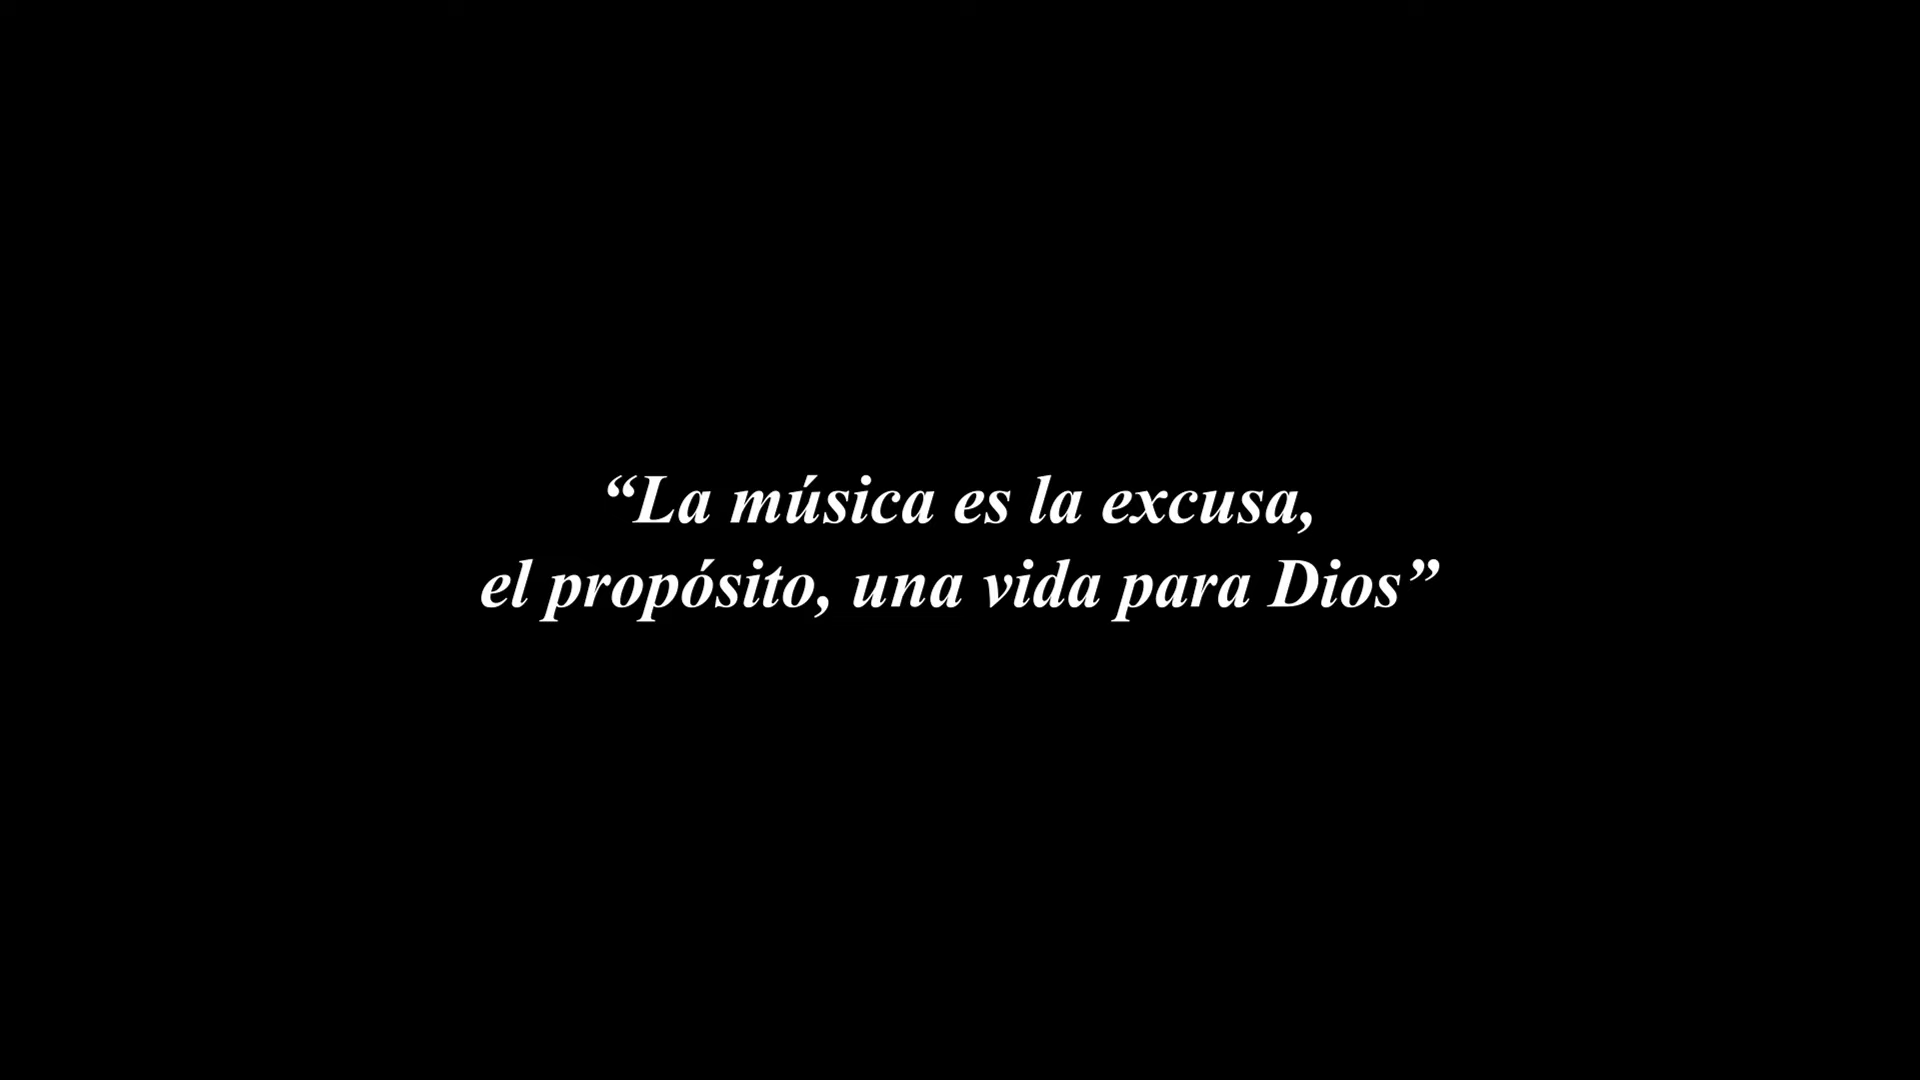 “La música es la excusa,
el propósito, una vida para Dios”